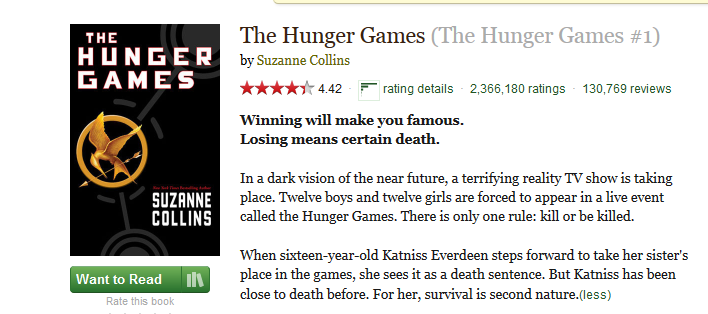 THE
HUNGER
GAMES
SUZANNE
COLLINS
Want to Read
Rate this book
The Hunger Games (The Hunger Games #1)
by Suzanne Collins
4.42 · rating details · 2,366,180 ratings · 130,769 reviews
Winning will make you famous.
Losing means certain death.
In a dark vision of the near future, a terrifying reality TV show is taking
place. Twelve boys and twelve girls are forced to appear in a live event
called the Hunger Games. There is only one rule: kill or be killed.
When sixteen-year-old Katniss Everdeen steps forward to take her sister's
place in the games, she sees it as a death sentence. But Katniss has been
close to death before. For her, survival is second nature.(less)